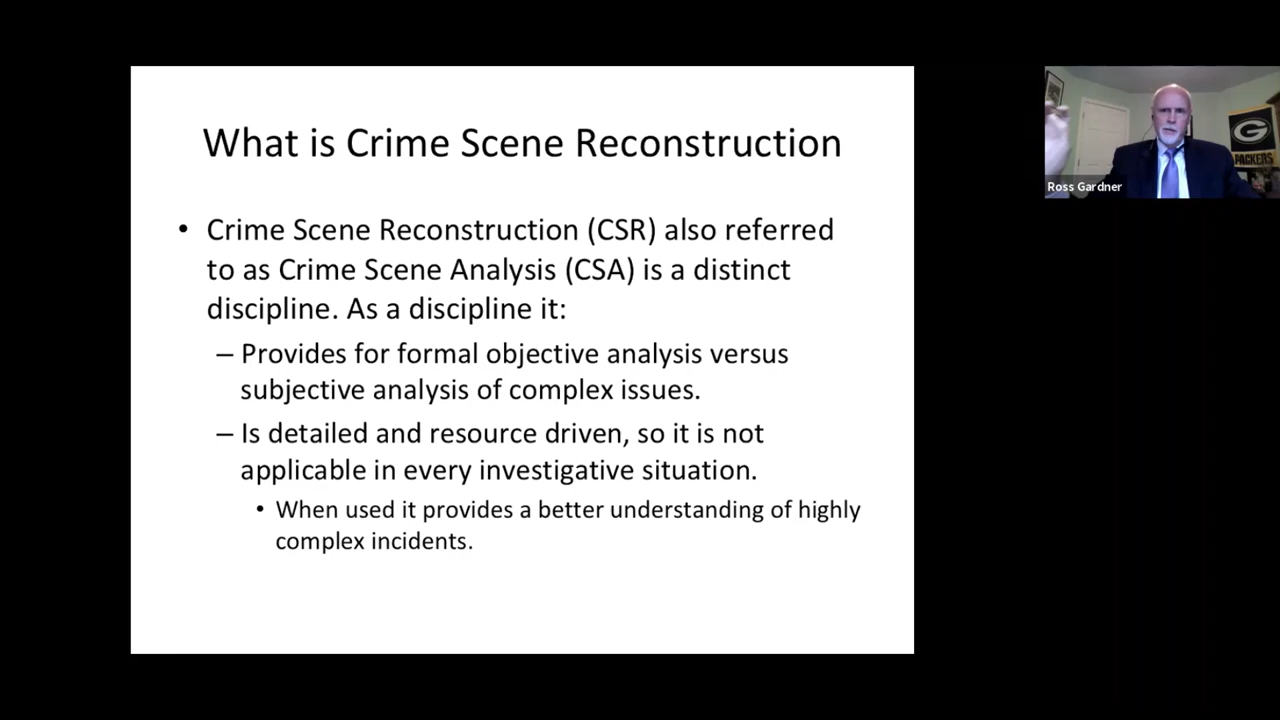 What is Crime Scene Reconstruction
• Crime Scene Reconstruction (CSR) also referred
to as Crime Scene Analysis (CSA) is a distinct
discipline. As a discipline it:
– Provides for formal objective analysis versus
subjective analysis of complex issues.
– Is detailed and resource driven, so it is not
applicable in every investigative situation.
• When used it provides a better understanding of highly
complex incidents.
G
PACKERS
Ross Gardner